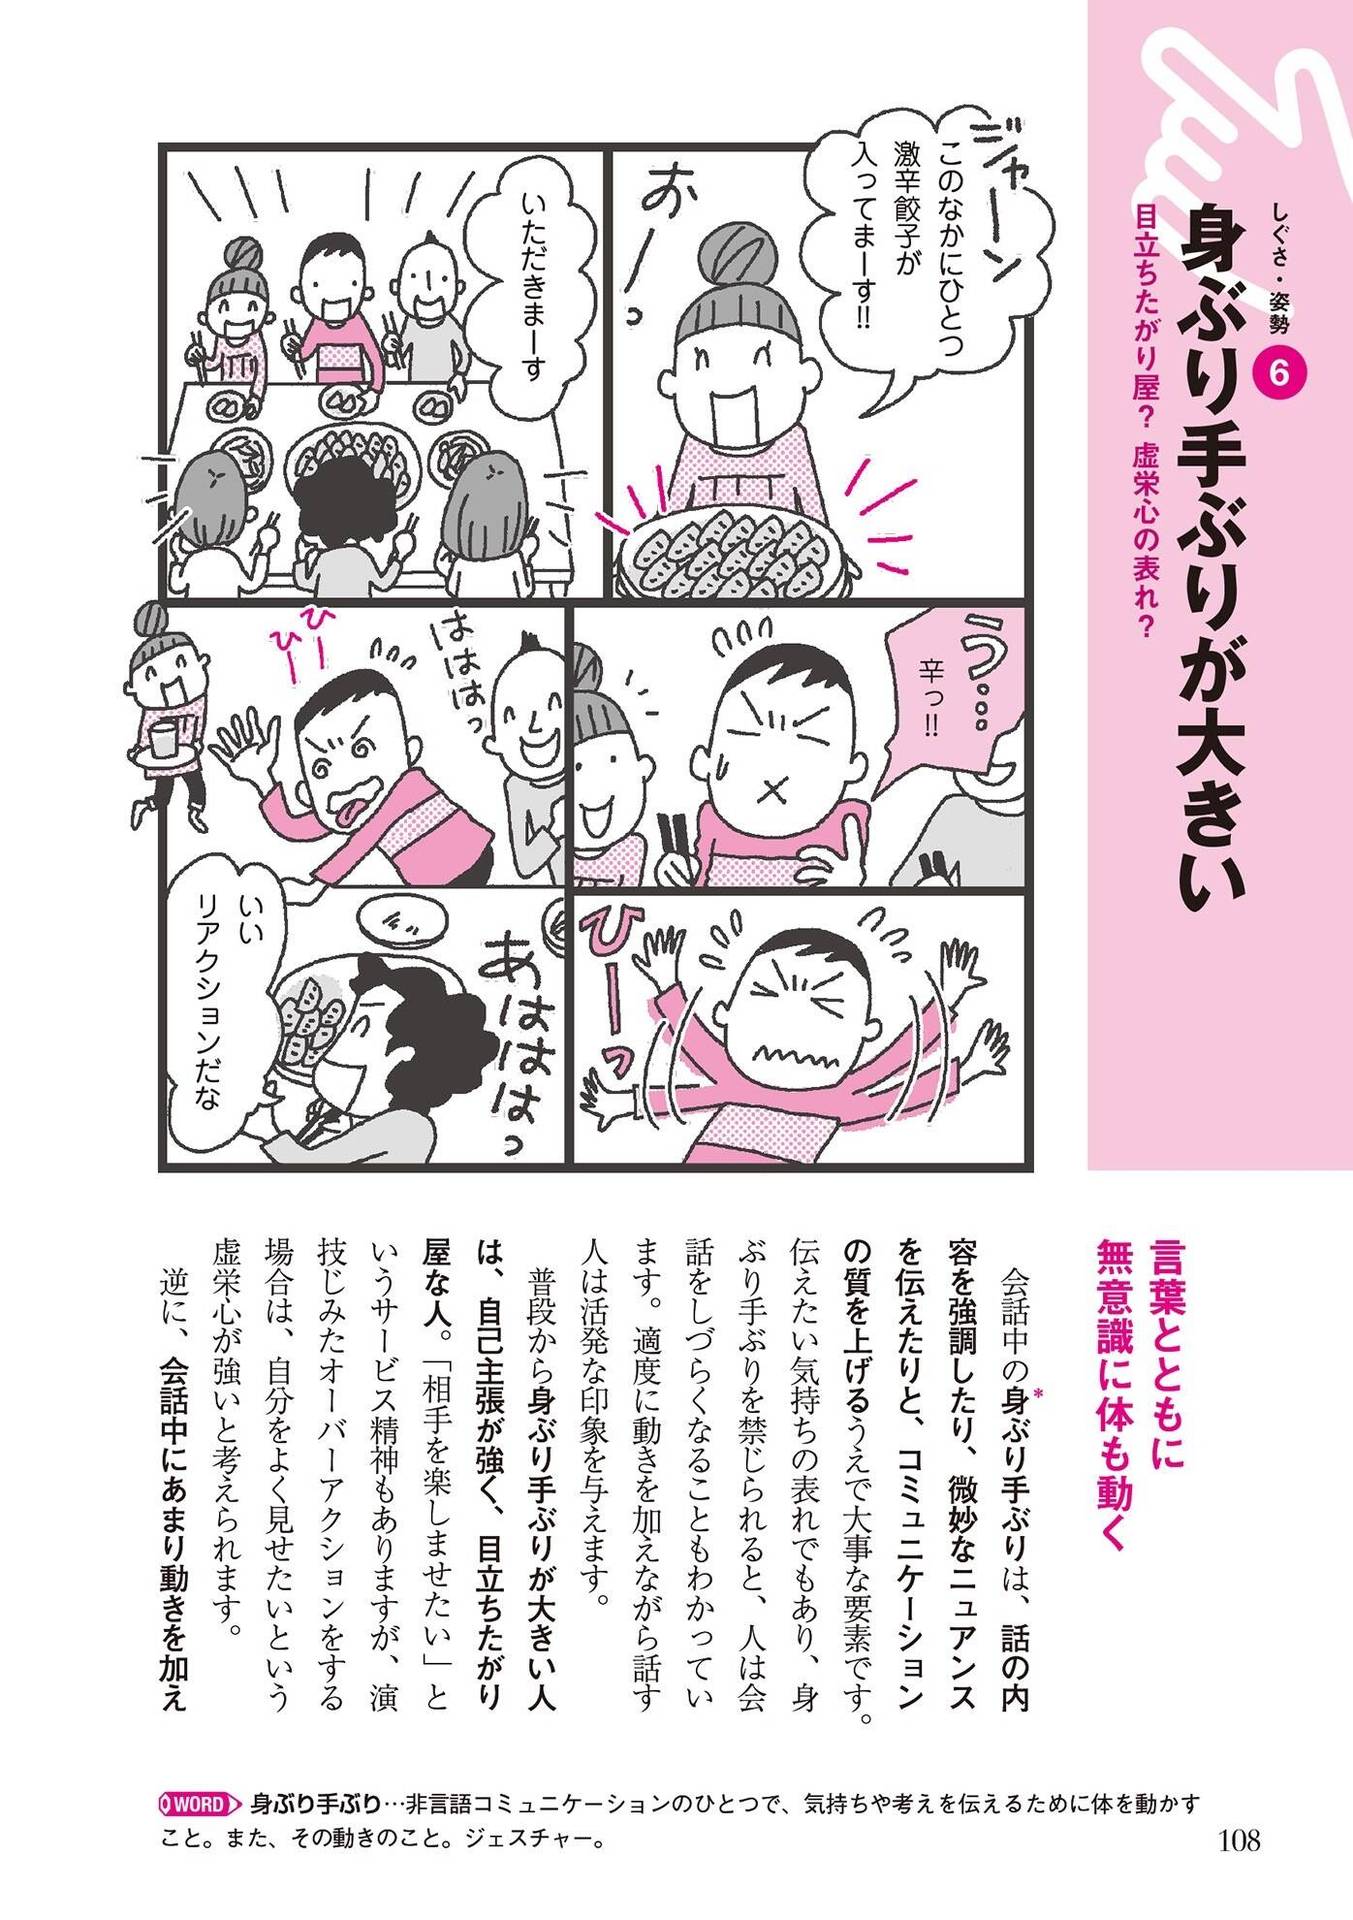 しぐさ・姿勢 6
身ぶり手ぶりが大きい
目立ちたがり屋？ 虚栄心の表れ？
ジャーン
このなかにひとつ
激辛餃子が
入ってまーす!!
おーっ
いただきまーす
う…
辛っ!!
ははは っ
ひー
ひー
ひーっ
あはははっ
いい
リアクションだな
言葉とともに
無意識に体も動く
会話中の身ぶり手ぶり*は、話の内
容を強調したり、微妙なニュアンス
を伝えたりと、コミュニケーション
の質を上げるうえで大事な要素です。
伝えたい気持ちの表れでもあり、身
ぶり手ぶりを禁じられると、人は会
話をしづらくなることもわかってい
ます。適度に動きを加えながら話す
人は活発な印象を与えます。
普段から身ぶり手ぶりが大きい人
は、自己主張が強く、目立ちたがり
屋な人。「相手を楽しませたい」と
いうサービス精神もありますが、演
技じみたオーバーアクションをする
場合は、自分をよく見せたいという
虚栄心が強いと考えられます。
逆に、会話中にあまり動きを加え
WORD 身ぶり手ぶり…非言語コミュニケーションのひとつで、気持ちや考えを伝えるために体を動かす
こと。また、その動きのこと。ジェスチャー。
108